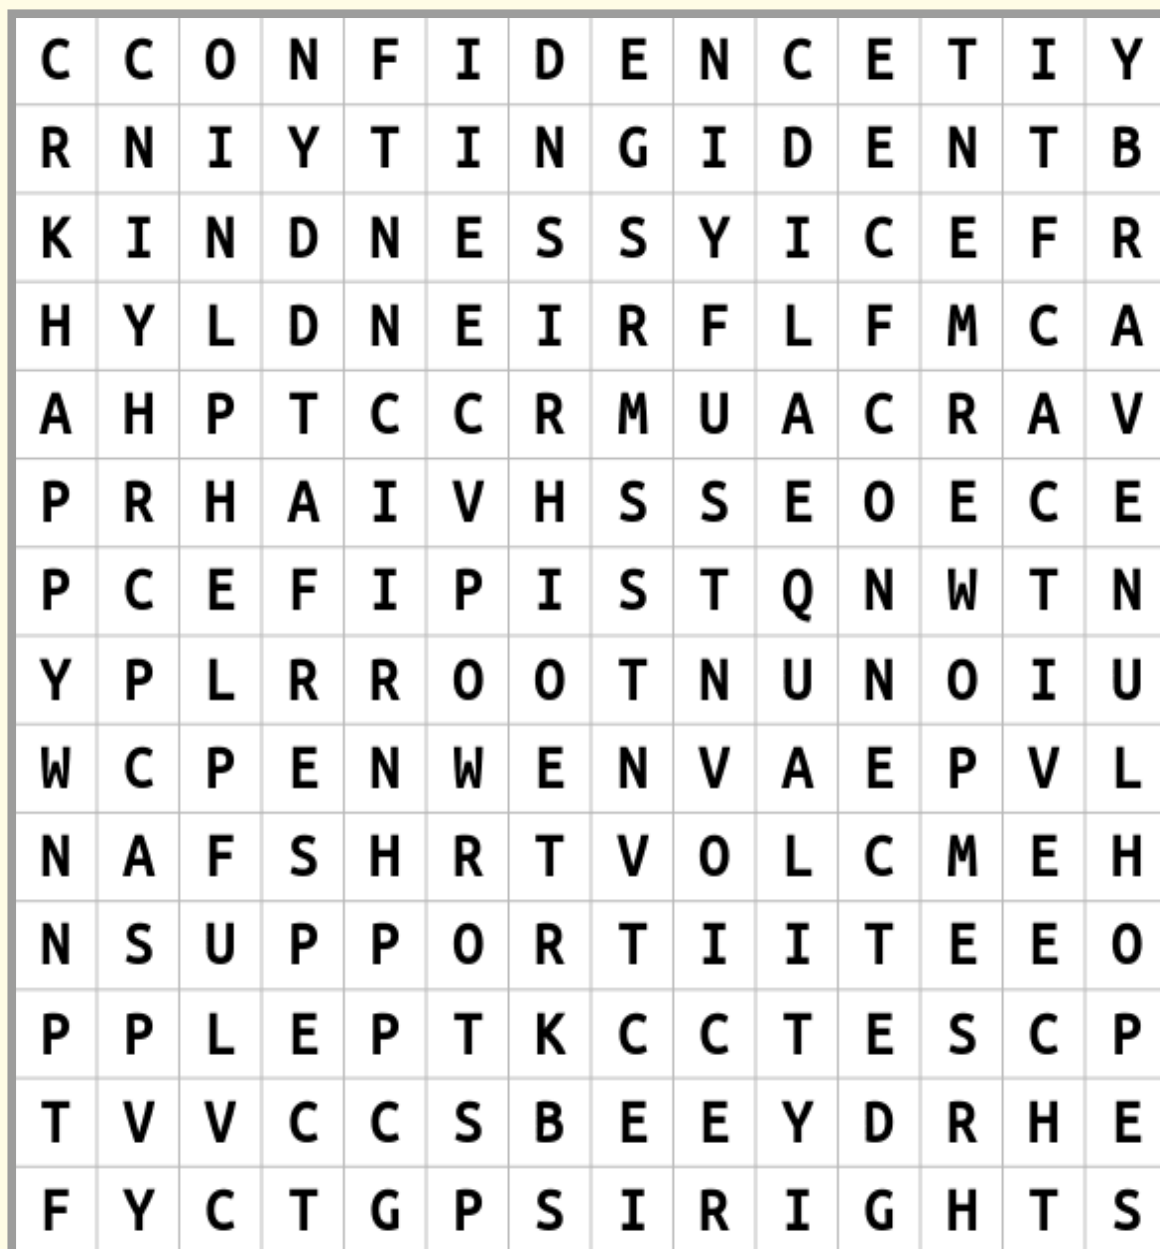 C C O N F I D E N C E T I Y
R N I Y T I N G I D E N T B
K I N D N E S S Y I C E F R
H Y L D N E I R F L F M C A
A H P T C C R M U A C R A V
P R H A I V H S S E O E C E
P C E F I P I S T Q N W T N
Y P L R R O O T N U N O I U
W C P E N W E N V A E P V L
N A F S H R T V O L C M E H
N S U P P O R T I I T E E O
P P L E P T K C C T E S C P
T V V C C S B E E Y D R H E
F Y C T G P S I R I G H T S